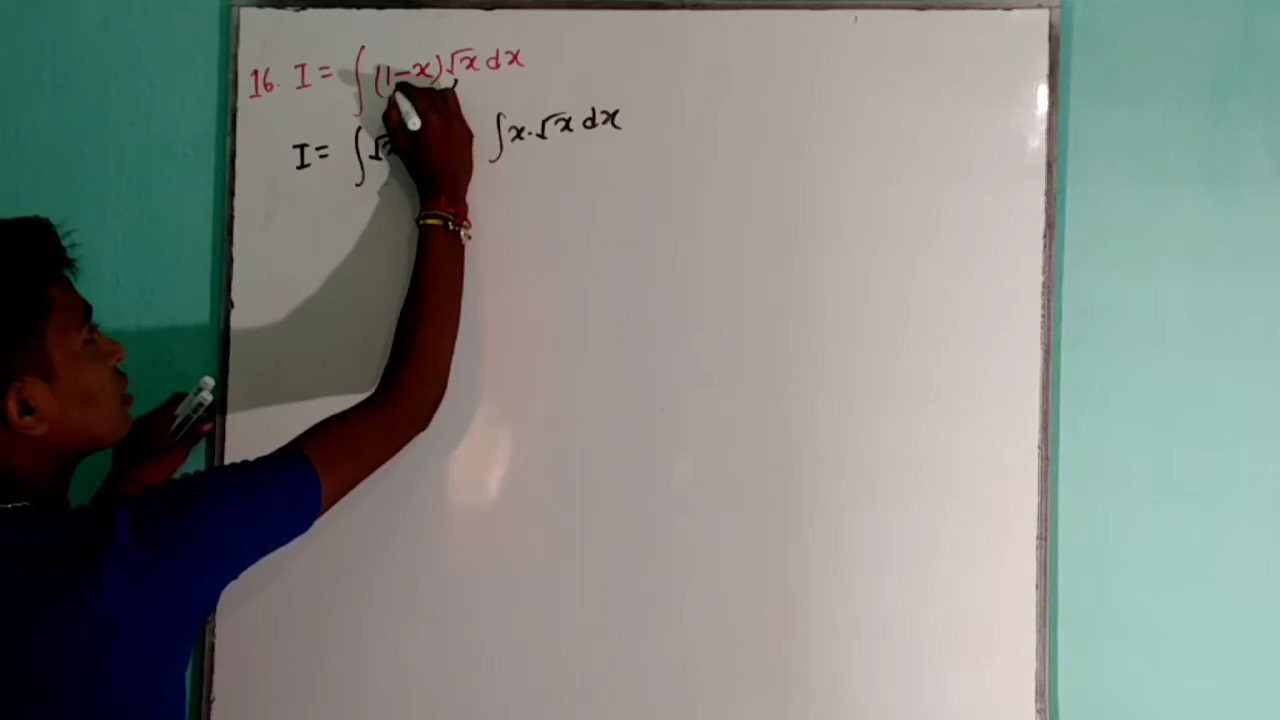 16. I = ∫ (1-x) √x dx
I = ∫ √x ∫ x·√x dx